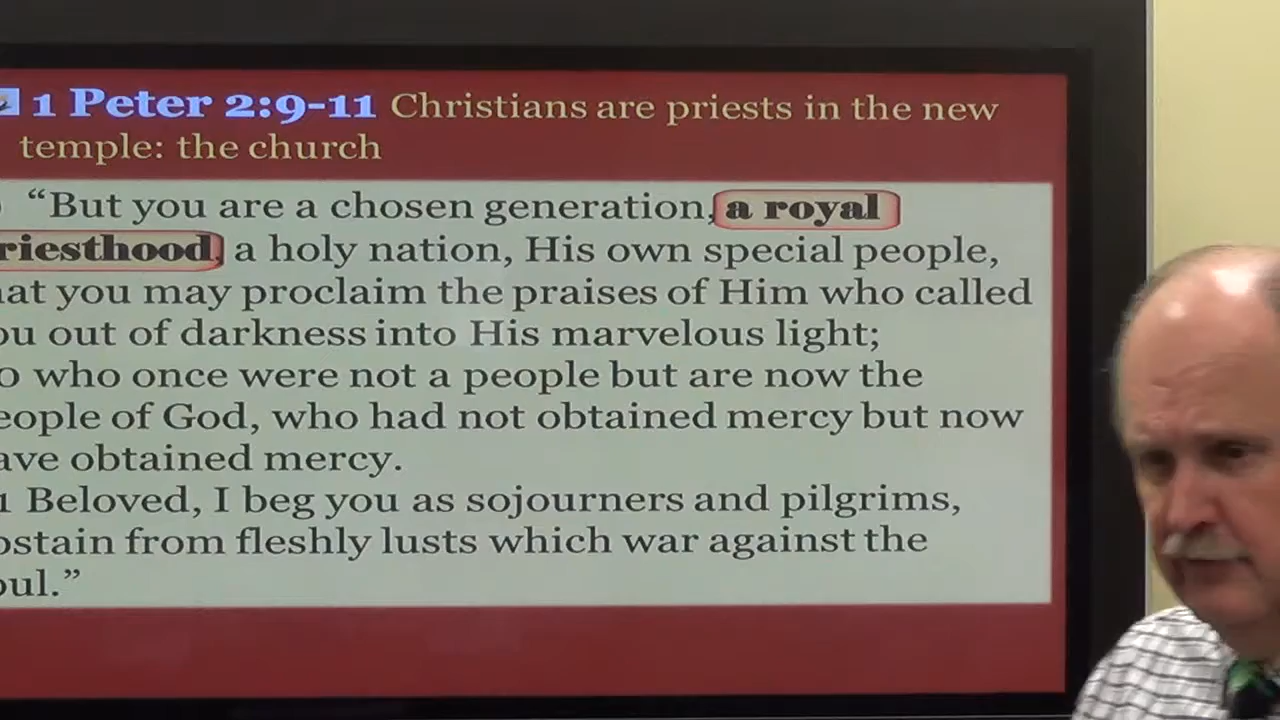 1 Peter 2:9-11 Christians are priests in the new
temple: the church
“But you are a chosen generation, a royal
riesthood, a holy nation, His own special people,
at you may proclaim the praises of Him who called
ou out of darkness into His marvelous light;
0 who once were not a people but are now the
eople of God, who had not obtained mercy but now
ave obtained mercy.
1 Beloved, I beg you as sojourners and pilgrims,
bstain from fleshly lusts which war against the
oul.”